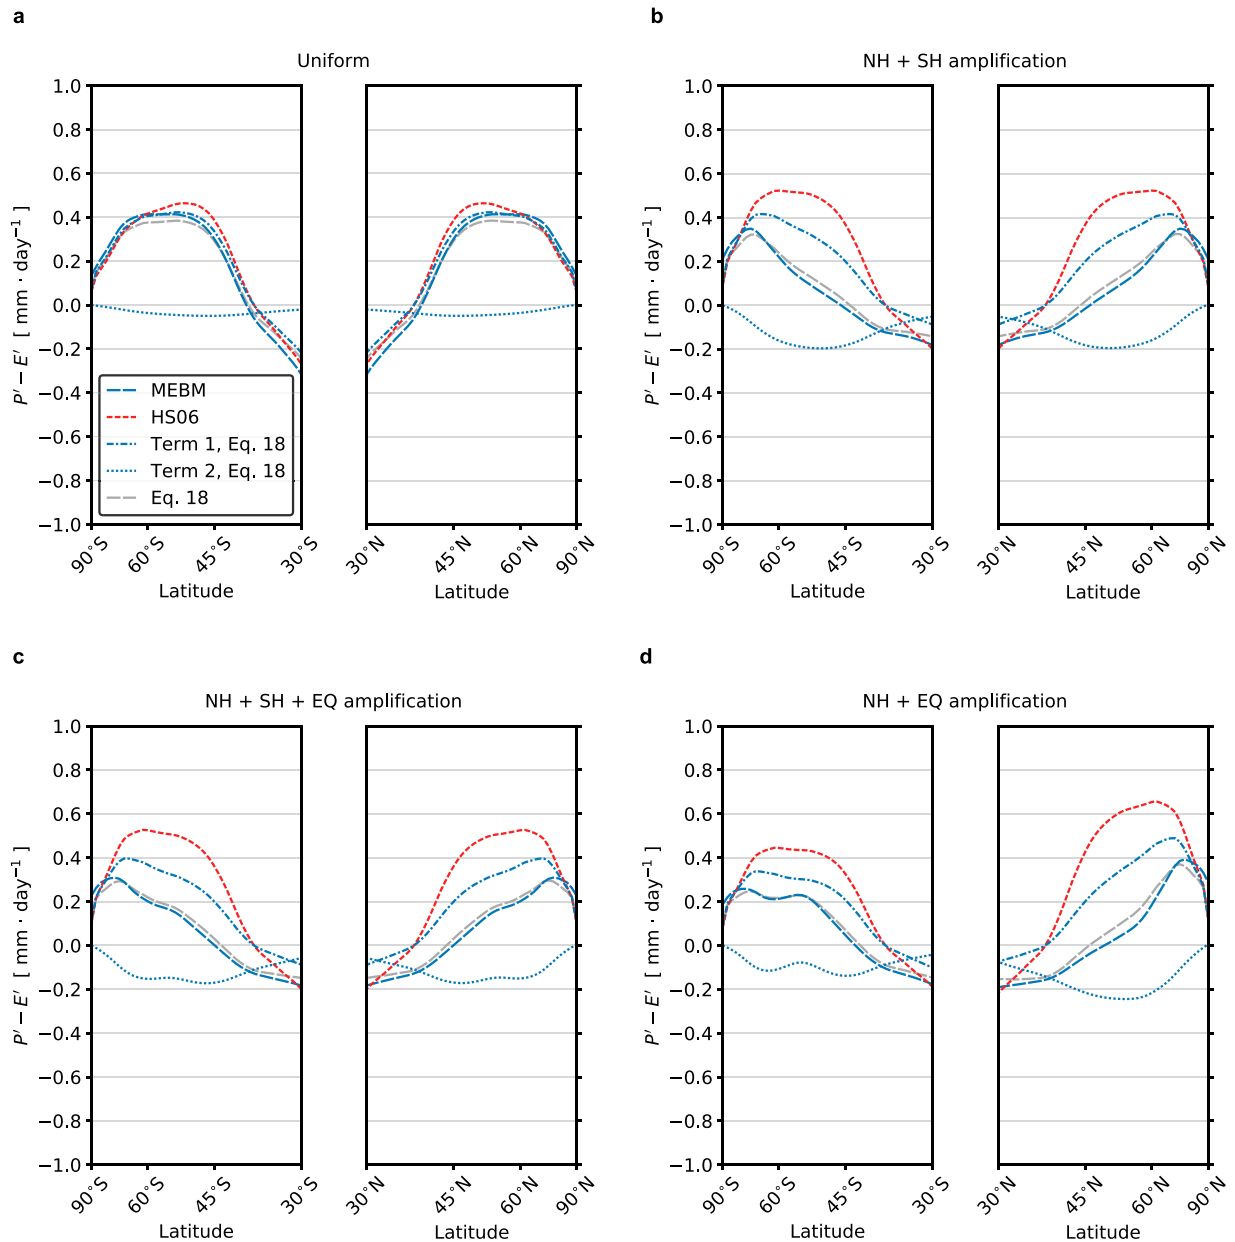 a
Uniform
1.0
0.8
0.6
0.4
0.2
0.0
−0.2
−0.4
−0.6
−0.8
−1.0
P′ − E′ [ mm · day⁻¹ ]
MEBM
HS06
Term 1, Eq. 18
Term 2, Eq. 18
Eq. 18
90°S 60°S 45°S 30°S
Latitude
30°N 45°N 60°N 90°N
Latitude
b
NH + SH amplification
1.0
0.8
0.6
0.4
0.2
0.0
−0.2
−0.4
−0.6
−0.8
−1.0
P′ − E′ [ mm · day⁻¹ ]
90°S 60°S 45°S 30°S
Latitude
30°N 45°N 60°N 90°N
Latitude
c
NH + SH + EQ amplification
1.0
0.8
0.6
0.4
0.2
0.0
−0.2
−0.4
−0.6
−0.8
−1.0
P′ − E′ [ mm · day⁻¹ ]
90°S 60°S 45°S 30°S
Latitude
30°N 45°N 60°N 90°N
Latitude
d
NH + EQ amplification
1.0
0.8
0.6
0.4
0.2
0.0
−0.2
−0.4
−0.6
−0.8
−1.0
P′ − E′ [ mm · day⁻¹ ]
90°S 60°S 45°S 30°S
Latitude
30°N 45°N 60°N 90°N
Latitude